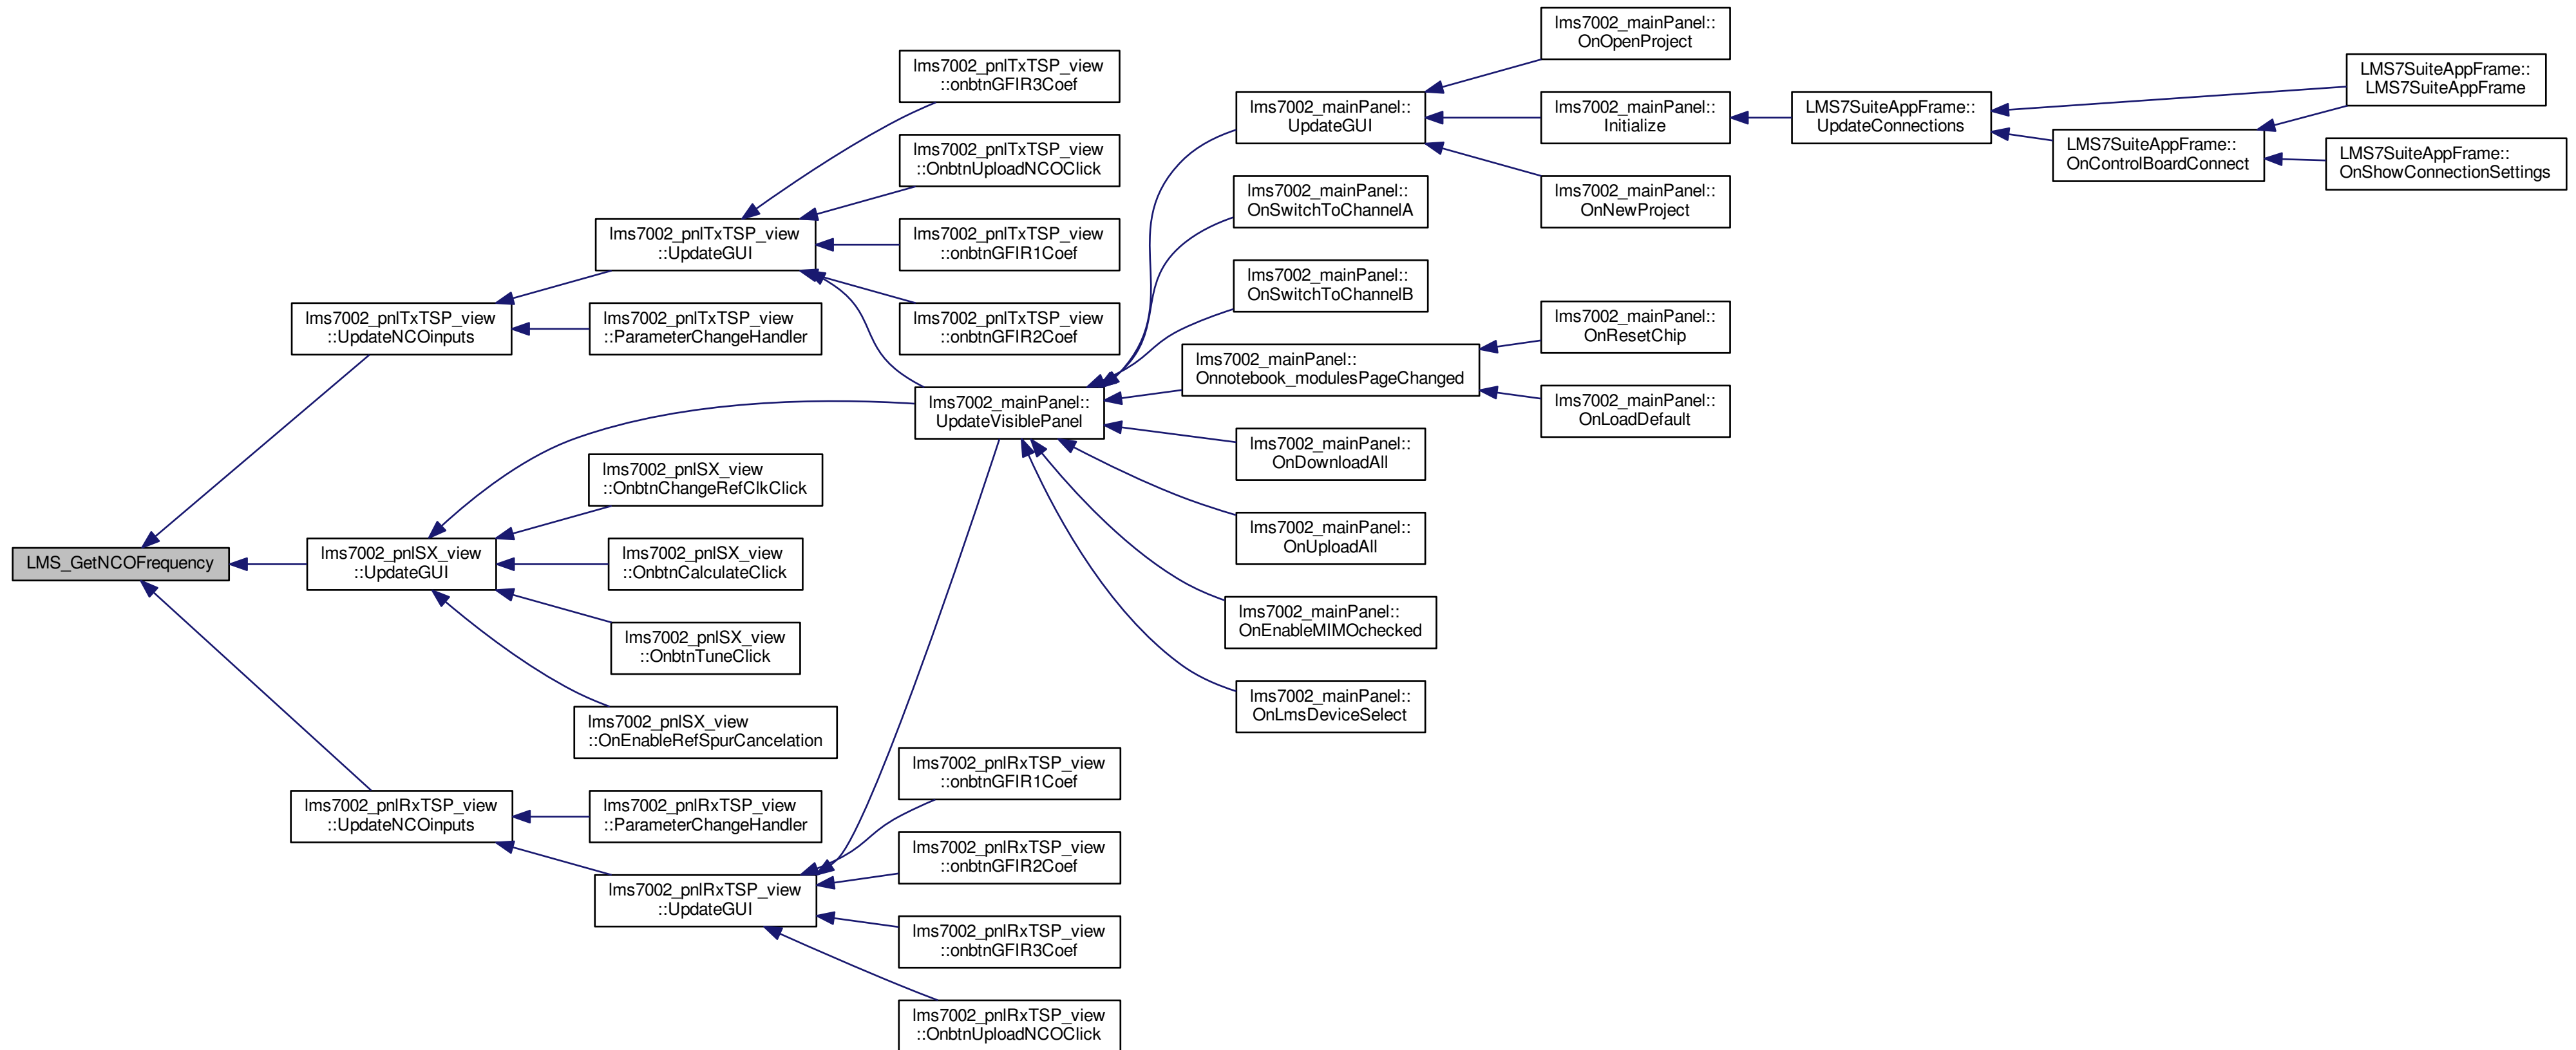 LMS_GetNCOFrequency
lms7002_pnlTxTSP_view
::UpdateNCOinputs
lms7002_pnlTxTSP_view
::UpdateGUI
lms7002_pnlTxTSP_view
::onbtnGFIR3Coef
lms7002_pnlTxTSP_view
::OnbtnUploadNCOClick
lms7002_pnlTxTSP_view
::onbtnGFIR1Coef
lms7002_pnlTxTSP_view
::onbtnGFIR2Coef
lms7002_pnlTxTSP_view
::ParameterChangeHandler
lms7002_mainPanel::
UpdateVisiblePanel
lms7002_mainPanel::
UpdateGUI
lms7002_mainPanel::
OnOpenProject
lms7002_mainPanel::
Initialize
lms7002_mainPanel::
OnNewProject
LMS7SuiteAppFrame::
UpdateConnections
LMS7SuiteAppFrame::
LMS7SuiteAppFrame
LMS7SuiteAppFrame::
OnControlBoardConnect
LMS7SuiteAppFrame::
OnShowConnectionSettings
lms7002_mainPanel::
OnSwitchToChannelA
lms7002_mainPanel::
OnSwitchToChannelB
lms7002_mainPanel::
Onnotebook_modulesPageChanged
lms7002_mainPanel::
OnResetChip
lms7002_mainPanel::
OnLoadDefault
lms7002_mainPanel::
OnDownloadAll
lms7002_mainPanel::
OnUploadAll
lms7002_mainPanel::
OnEnableMIMOchecked
lms7002_mainPanel::
OnLmsDeviceSelect
lms7002_pnlSX_view
::UpdateGUI
lms7002_pnlSX_view
::OnbtnChangeRefClkClick
lms7002_pnlSX_view
::OnbtnCalculateClick
lms7002_pnlSX_view
::OnbtnTuneClick
lms7002_pnlSX_view
::OnEnableRefSpurCancelation
lms7002_pnlRxTSP_view
::UpdateNCOinputs
lms7002_pnlRxTSP_view
::ParameterChangeHandler
lms7002_pnlRxTSP_view
::UpdateGUI
lms7002_pnlRxTSP_view
::onbtnGFIR1Coef
lms7002_pnlRxTSP_view
::onbtnGFIR2Coef
lms7002_pnlRxTSP_view
::onbtnGFIR3Coef
lms7002_pnlRxTSP_view
::OnbtnUploadNCOClick